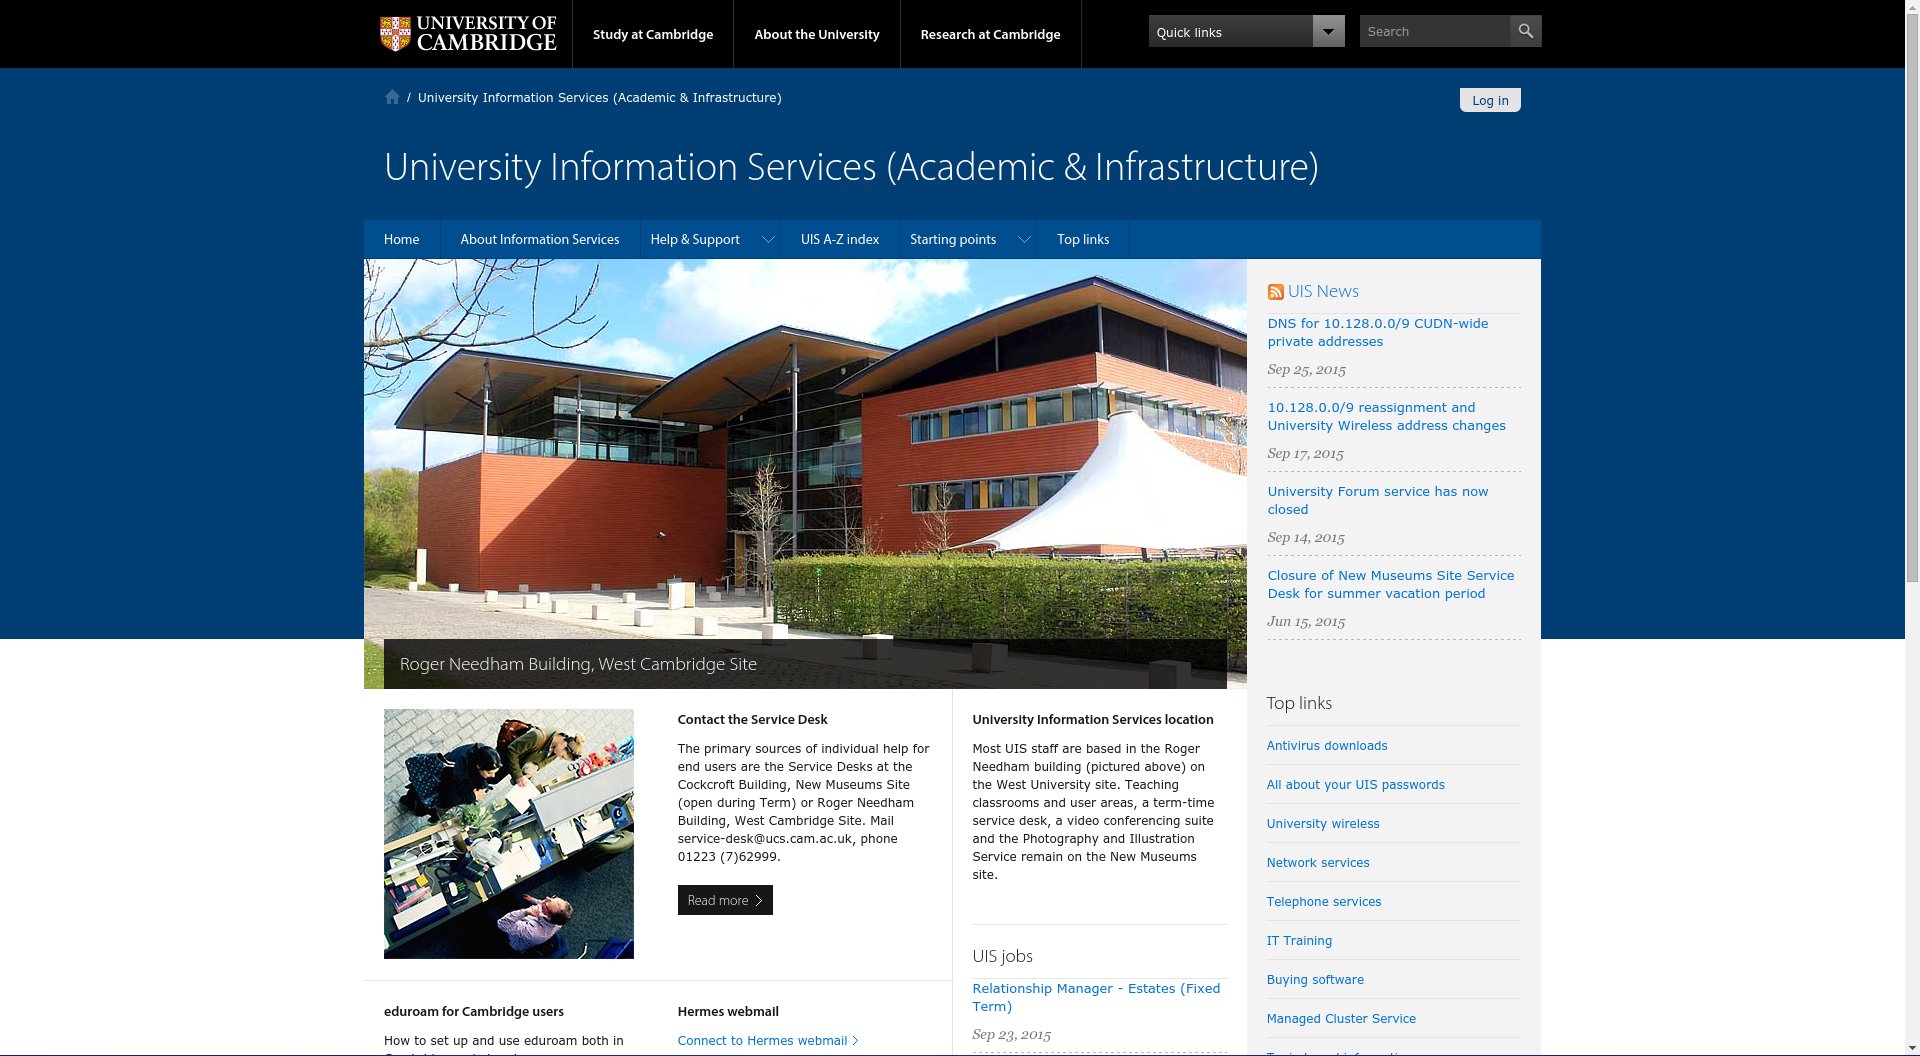 UNIVERSITY OF
CAMBRIDGE
Study at Cambridge
About the University
Research at Cambridge
Quick links
Search
/ University Information Services (Academic & Infrastructure)
Log in
University Information Services (Academic & Infrastructure)
Home
About Information Services
Help & Support
UIS A-Z index
Starting points
Top links
Roger Needham Building, West Cambridge Site
Contact the Service Desk
The primary sources of individual help for
end users are the Service Desks at the
Cockcroft Building, New Museums Site
(open during Term) or Roger Needham
Building, West Cambridge Site. Mail
service-desk@ucs.cam.ac.uk, phone
01223 (7)62999.
Read more
eduroam for Cambridge users
How to set up and use eduroam both in
Hermes webmail
Connect to Hermes webmail
University Information Services location
Most UIS staff are based in the Roger
Needham building (pictured above) on
the West University site. Teaching
classrooms and user areas, a term-time
service desk, a video conferencing suite
and the Photography and Illustration
Service remain on the New Museums
site.
UIS jobs
Relationship Manager - Estates (Fixed
Term)
Sep 23, 2015
UIS News
DNS for 10.128.0.0/9 CUDN-wide
private addresses
Sep 25, 2015
10.128.0.0/9 reassignment and
University Wireless address changes
Sep 17, 2015
University Forum service has now
closed
Sep 14, 2015
Closure of New Museums Site Service
Desk for summer vacation period
Jun 15, 2015
Top links
Antivirus downloads
All about your UIS passwords
University wireless
Network services
Telephone services
IT Training
Buying software
Managed Cluster Service